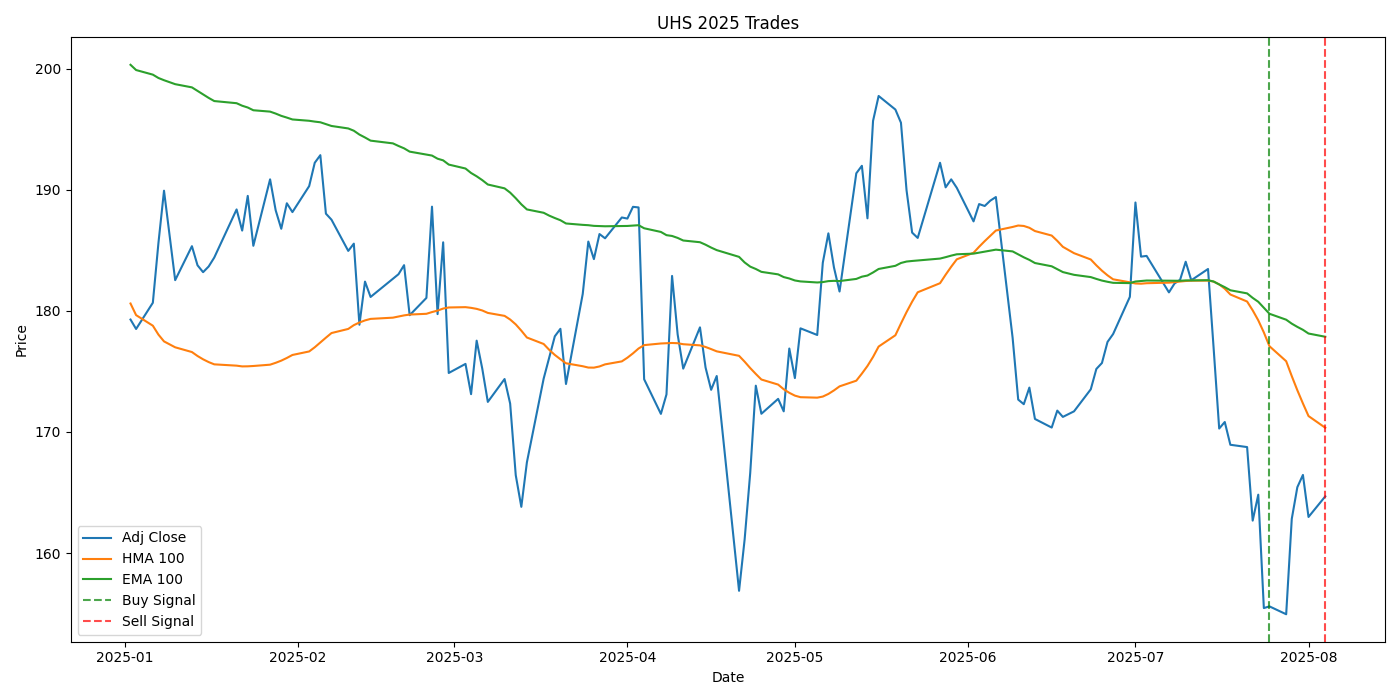 UHS 2025 Trades
Price
200
190
180
170
160
Adj Close
HMA 100
EMA 100
Buy Signal
Sell Signal
2025-01 2025-02 2025-03 2025-04 2025-05 2025-06 2025-07 2025-08
Date